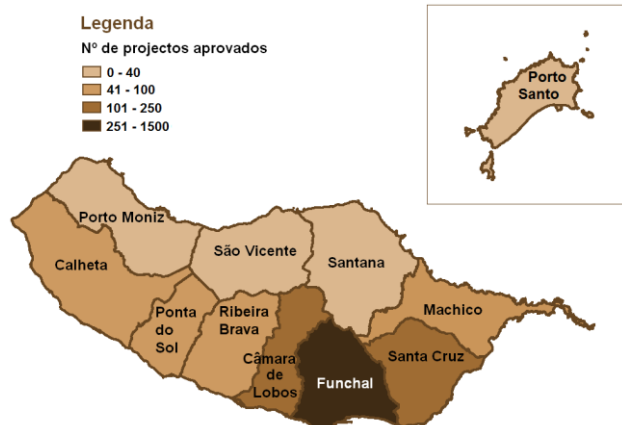 Legenda
Nº de projectos aprovados
0 - 40
41 - 100
101 - 250
251 - 1500
Porto
Santo
Porto Moniz
São Vicente
Santana
Calheta
Ponta
do
Sol
Ribeira
Brava
Câmara
de
Lobos
Funchal
Machico
Santa Cruz